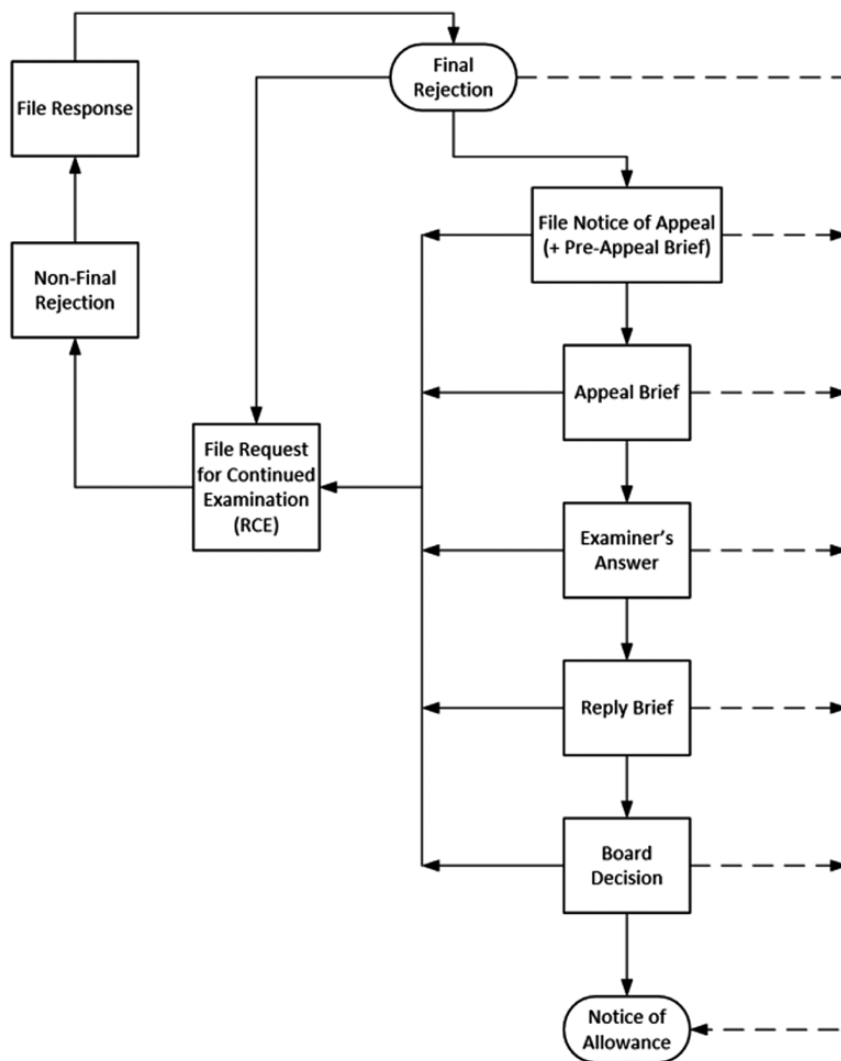 Final
Rejection
File Response
File Notice of Appeal
(+ Pre-Appeal Brief)
Non-Final
Rejection
Appeal Brief
File Request
for Continued
Examination
(RCE)
Examiner's
Answer
Reply Brief
Board
Decision
Notice of
Allowance